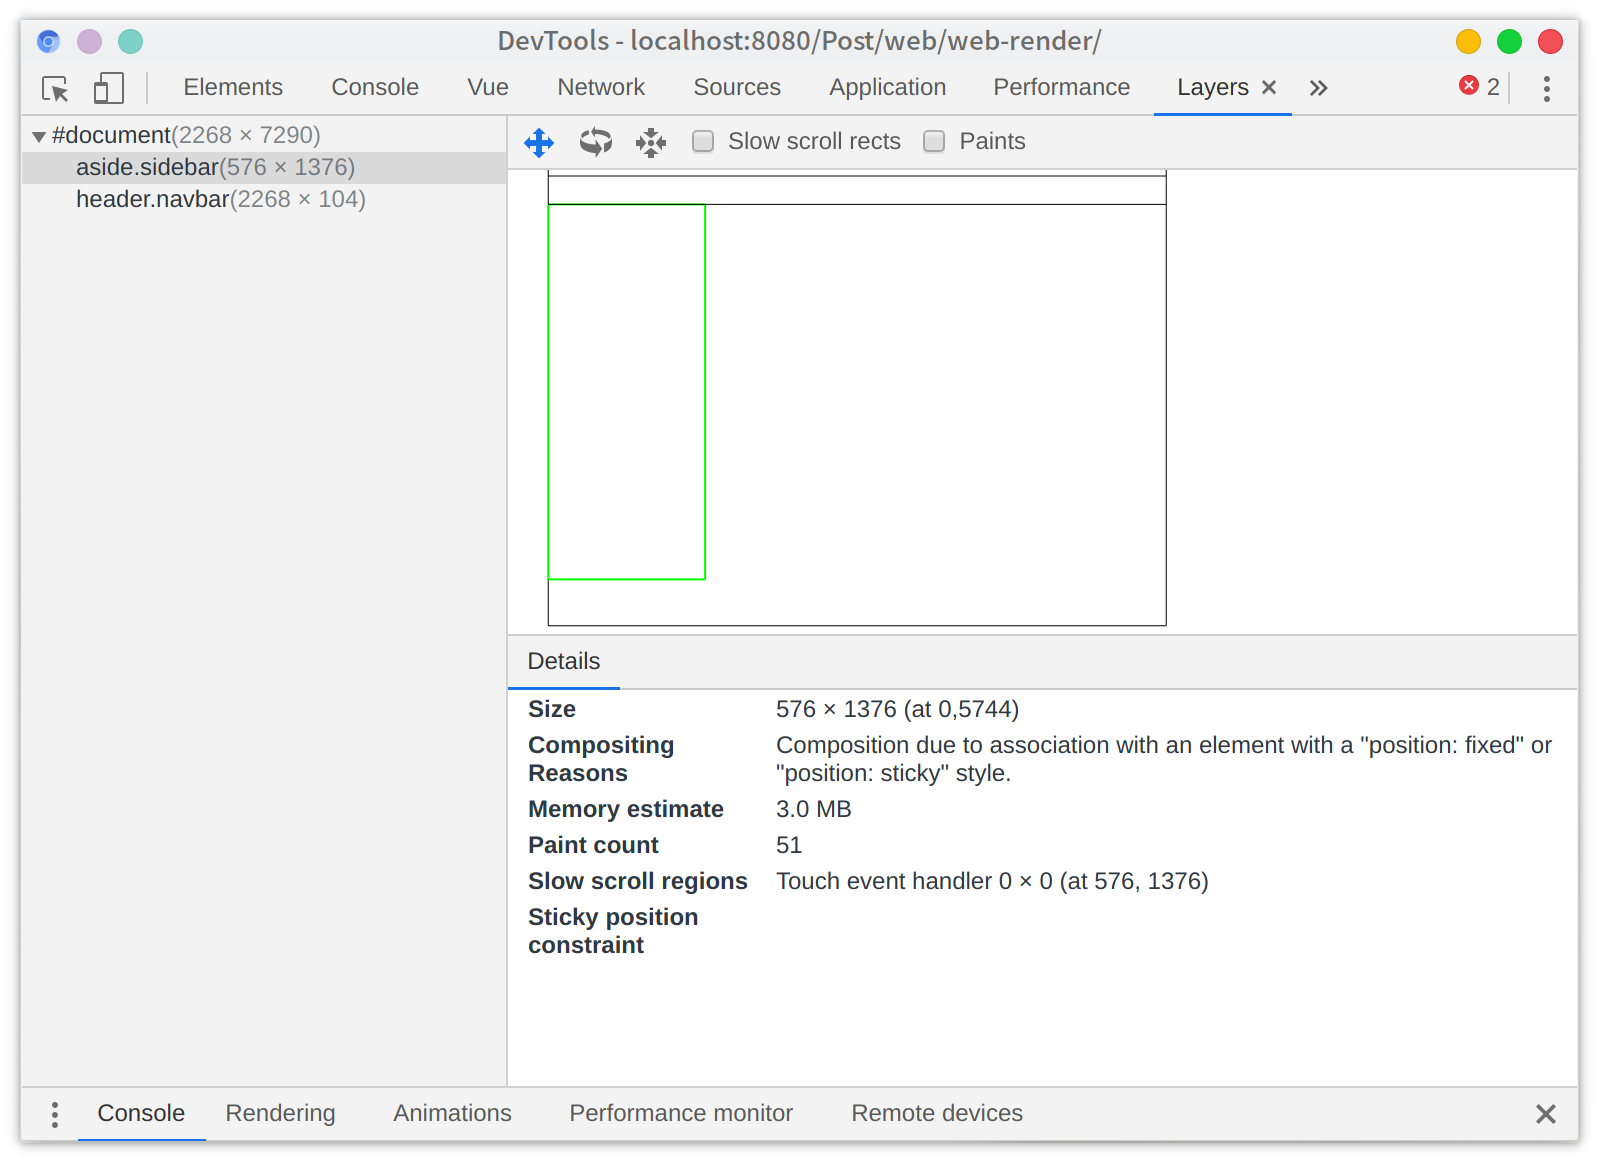 DevTools - localhost:8080/Post/web/web-render/
Elements Console Vue Network Sources Application Performance Layers 2
#document(2268 × 7290)
aside.sidebar(576 × 1376)
header.navbar(2268 × 104)
Slow scroll rects Paints
Details
Size 576 × 1376 (at 0,5744)
Compositing Reasons Composition due to association with an element with a "position: fixed" or
"position: sticky" style.
Memory estimate 3.0 MB
Paint count 51
Slow scroll regions Touch event handler 0 × 0 (at 576, 1376)
Sticky position
constraint
Console Rendering Animations Performance monitor Remote devices